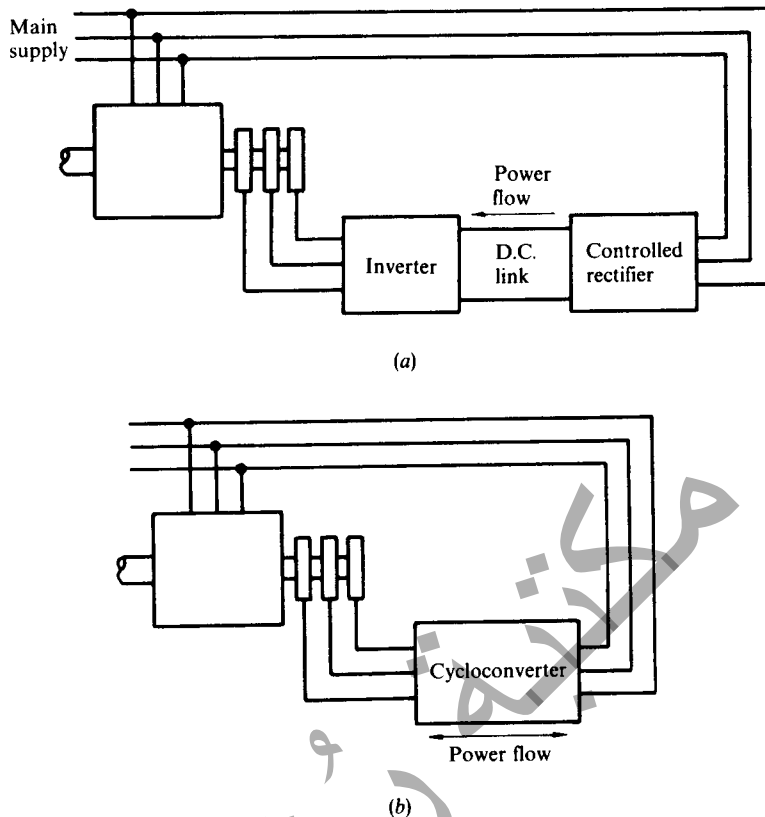 Main
supply
Power
flow
Inverter
D.C.
link
Controlled
rectifier
(a)
Cycloconverter
Power flow
(b)